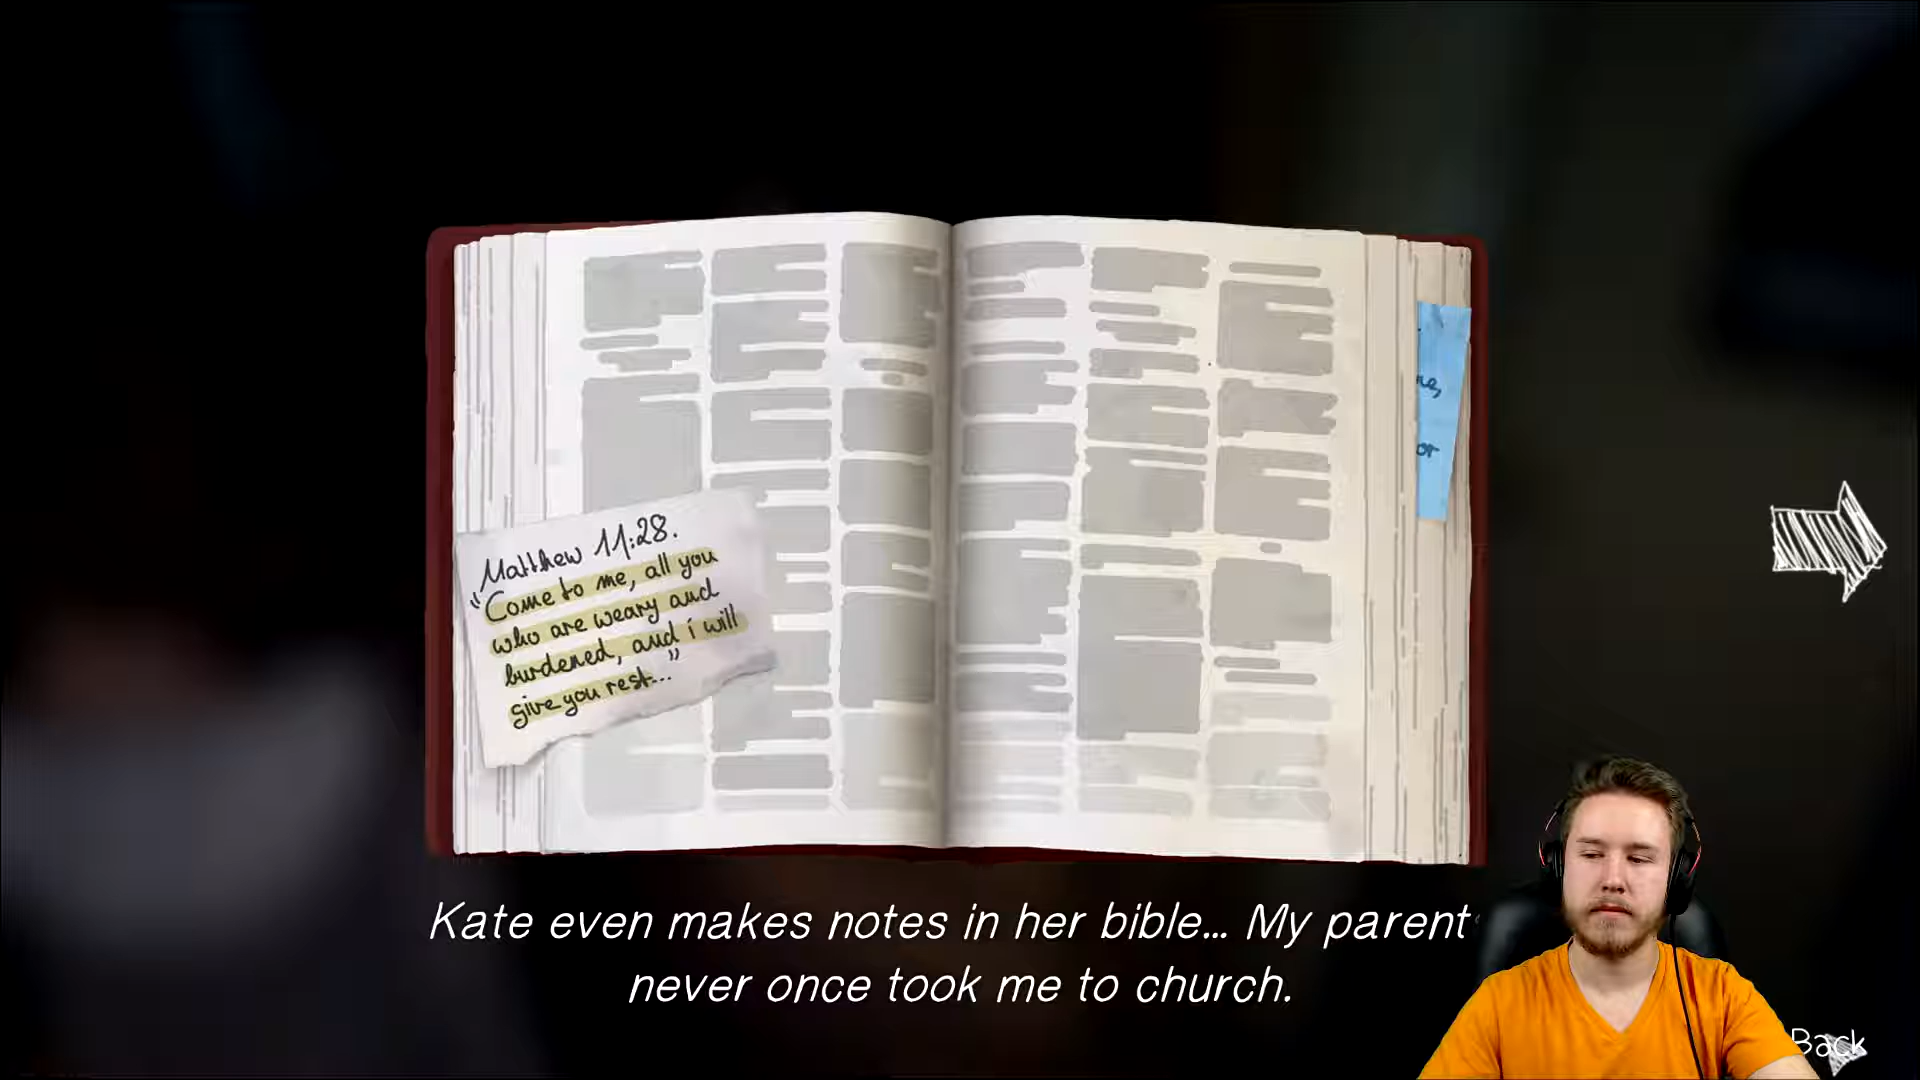 Matthew 11:28.
"Come to me, all you
who are weary and
burdened, and i will
give you rest..."
or
Kate even makes notes in her bible... My parent
never once took me to church.
Back